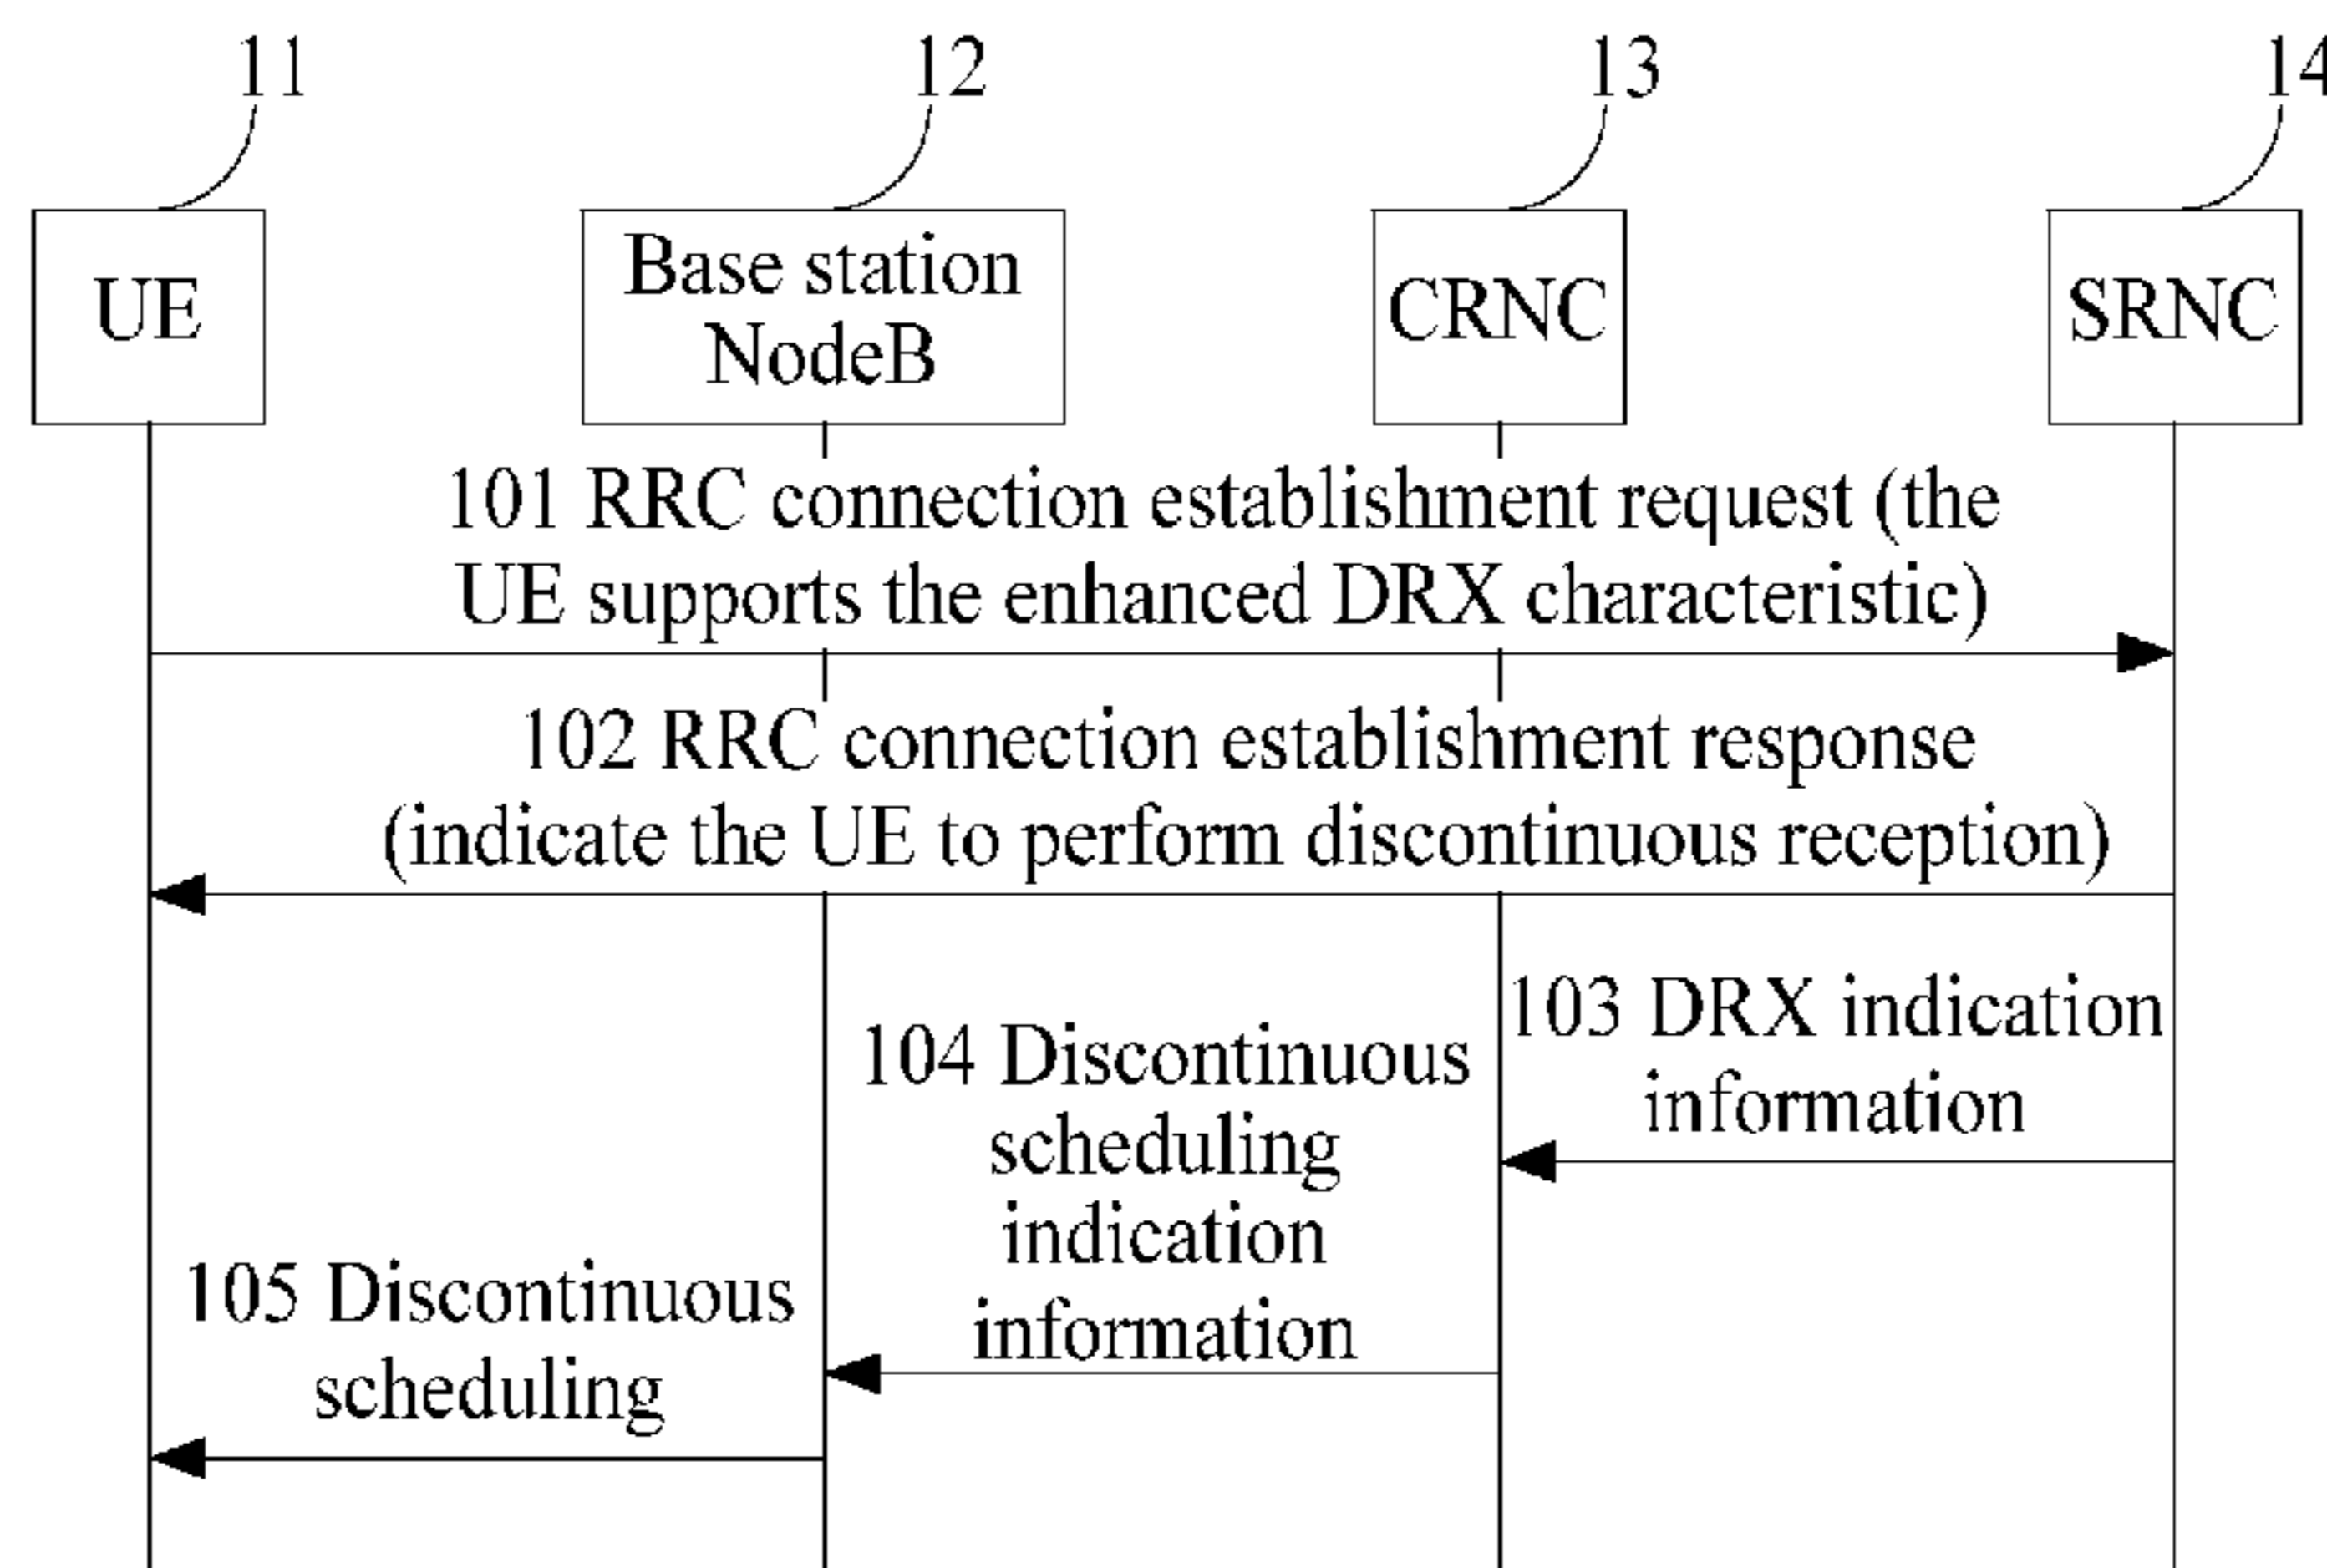 11
12
13
14
UE
Base station
NodeB
CRNC
SRNC
101 RRC connection establishment request (the
UE supports the enhanced DRX characteristic)
102 RRC connection establishment response
(indicate the UE to perform discontinuous reception)
103 DRX indication
information
104 Discontinuous
scheduling
indication
information
105 Discontinuous
scheduling